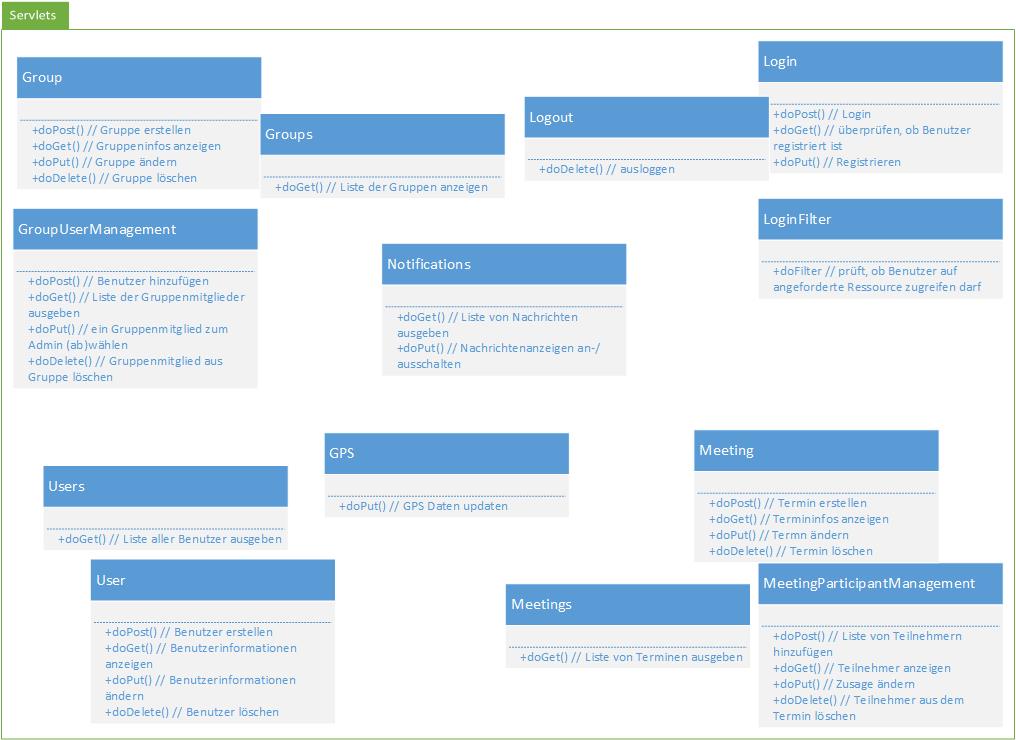 Servlets
Group
+doPost() // Gruppe erstellen
+doGet() // Gruppeninfos anzeigen
+doPut() // Gruppe ändern
+doDelete() // Gruppe löschen
Groups
+doGet() // Liste der Gruppen anzeigen
Logout
+doDelete() // ausloggen
Login
+doPost() // Login
+doGet() // überprüfen, ob Benutzer
registriert ist
+doPut() // Registrieren
GroupUserManagement
+doPost() // Benutzer hinzufügen
+doGet() // Liste der Gruppenmitglieder
ausgeben
+doPut() // ein Gruppenmitglied zum
Admin (ab)wählen
+doDelete() // Gruppenmitglied aus
Gruppe löschen
Notifications
+doGet() // Liste von Nachrichten
ausgeben
+doPut() // Nachrichtenanzeigen an-/
ausschalten
LoginFilter
+doFilter // prüft, ob Benutzer auf
angeforderte Ressource zugreifen darf
Users
+doGet() // Liste aller Benutzer ausgeben
GPS
+doPut() // GPS Daten updaten
Meeting
+doPost() // Termin erstellen
+doGet() // Termininfos anzeigen
+doPut() // Termn ändern
+doDelete() // Termin löschen
User
+doPost() // Benutzer erstellen
+doGet() // Benutzerinformationen
anzeigen
+doPut() // Benutzerinformationen
ändern
+doDelete() // Benutzer löschen
Meetings
+doGet() // Liste von Terminen ausgeben
MeetingParticipantManagement
+doPost() // Liste von Teilnehmern
hinzufügen
+doGet() // Teilnehmer anzeigen
+doPut() // Zusage ändern
+doDelete() // Teilnehmer aus dem
Termin löschen